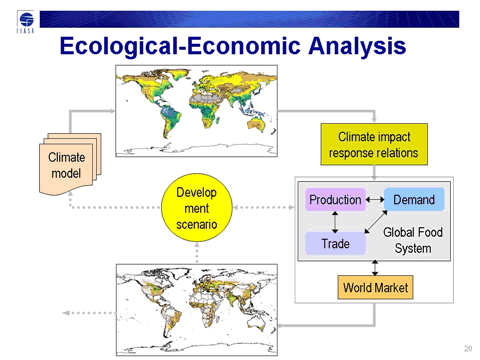 IIASA
Ecological-Economic Analysis
Climate
model
Climate impact
response relations
Develop
ment
scenario
Production
Demand
Trade
Global Food
System
World Market
20